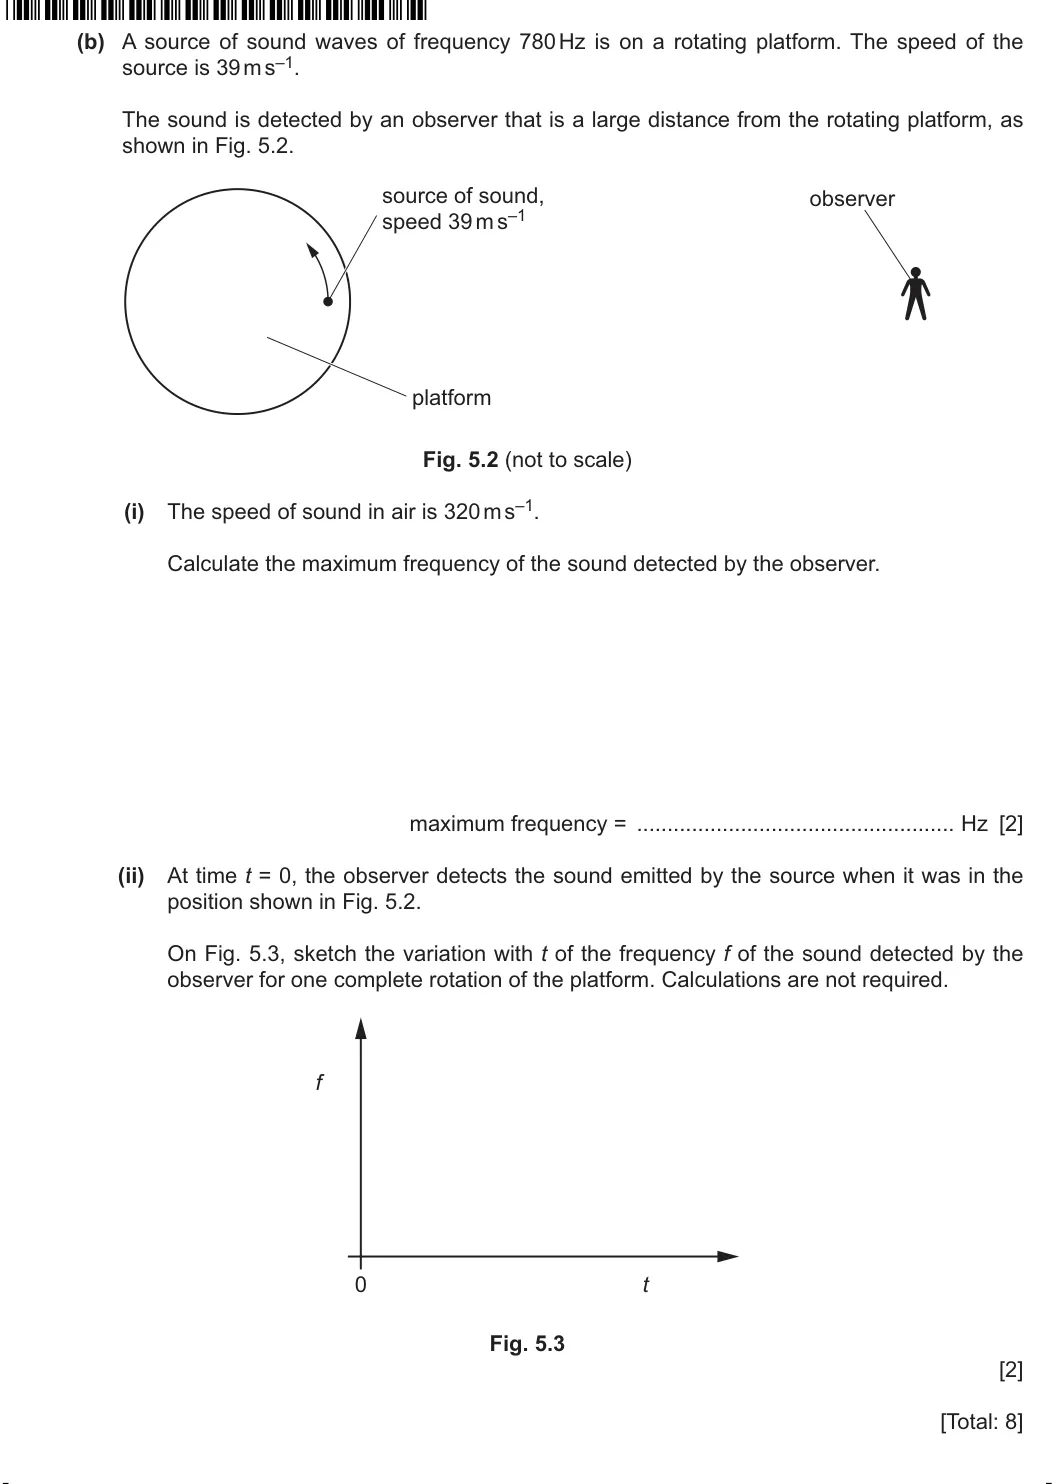 (b) A source of sound waves of frequency 780 Hz is on a rotating platform. The speed of the
source is 39 m s–1.
The sound is detected by an observer that is a large distance from the rotating platform, as
shown in Fig. 5.2.
source of sound,
speed 39 m s–1
observer
platform
Fig. 5.2 (not to scale)
(i) The speed of sound in air is 320 m s–1.
Calculate the maximum frequency of the sound detected by the observer.
maximum frequency = .................................................... Hz [2]
(ii) At time t = 0, the observer detects the sound emitted by the source when it was in the
position shown in Fig. 5.2.
On Fig. 5.3, sketch the variation with t of the frequency f of the sound detected by the
observer for one complete rotation of the platform. Calculations are not required.
f
0
t
Fig. 5.3
[2]
[Total: 8]